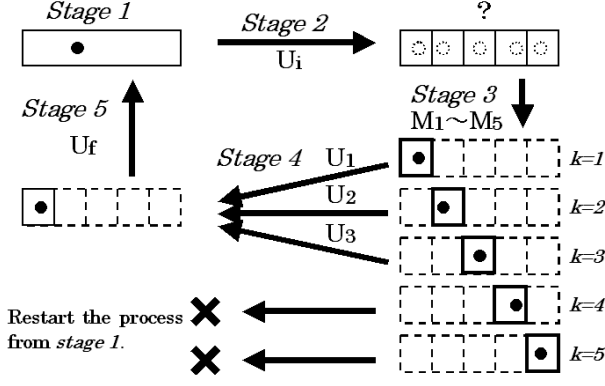 Stage 1
Stage 2
Ui
?
Stage 3
M1～M5
Stage 5
Uf
Stage 4
U1
U2
U3
k=1
k=2
k=3
k=4
k=5
Restart the process
from stage 1.